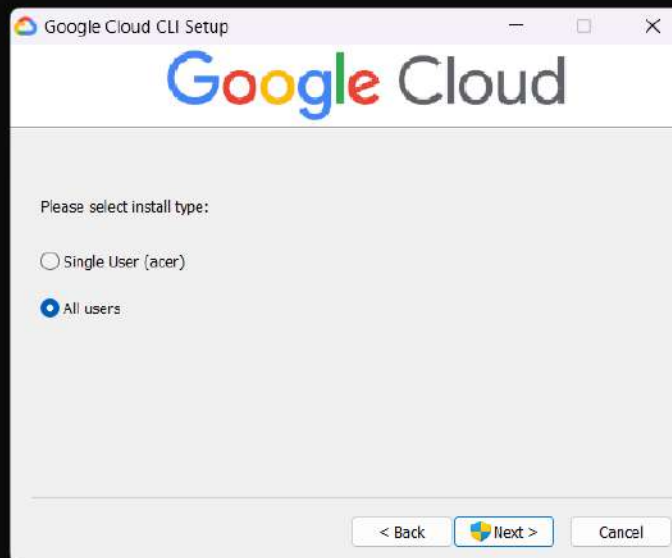 Google Cloud CLI Setup
Google Cloud
Please select install type:
Single User (acer)
All users
< Back
Next >
Cancel